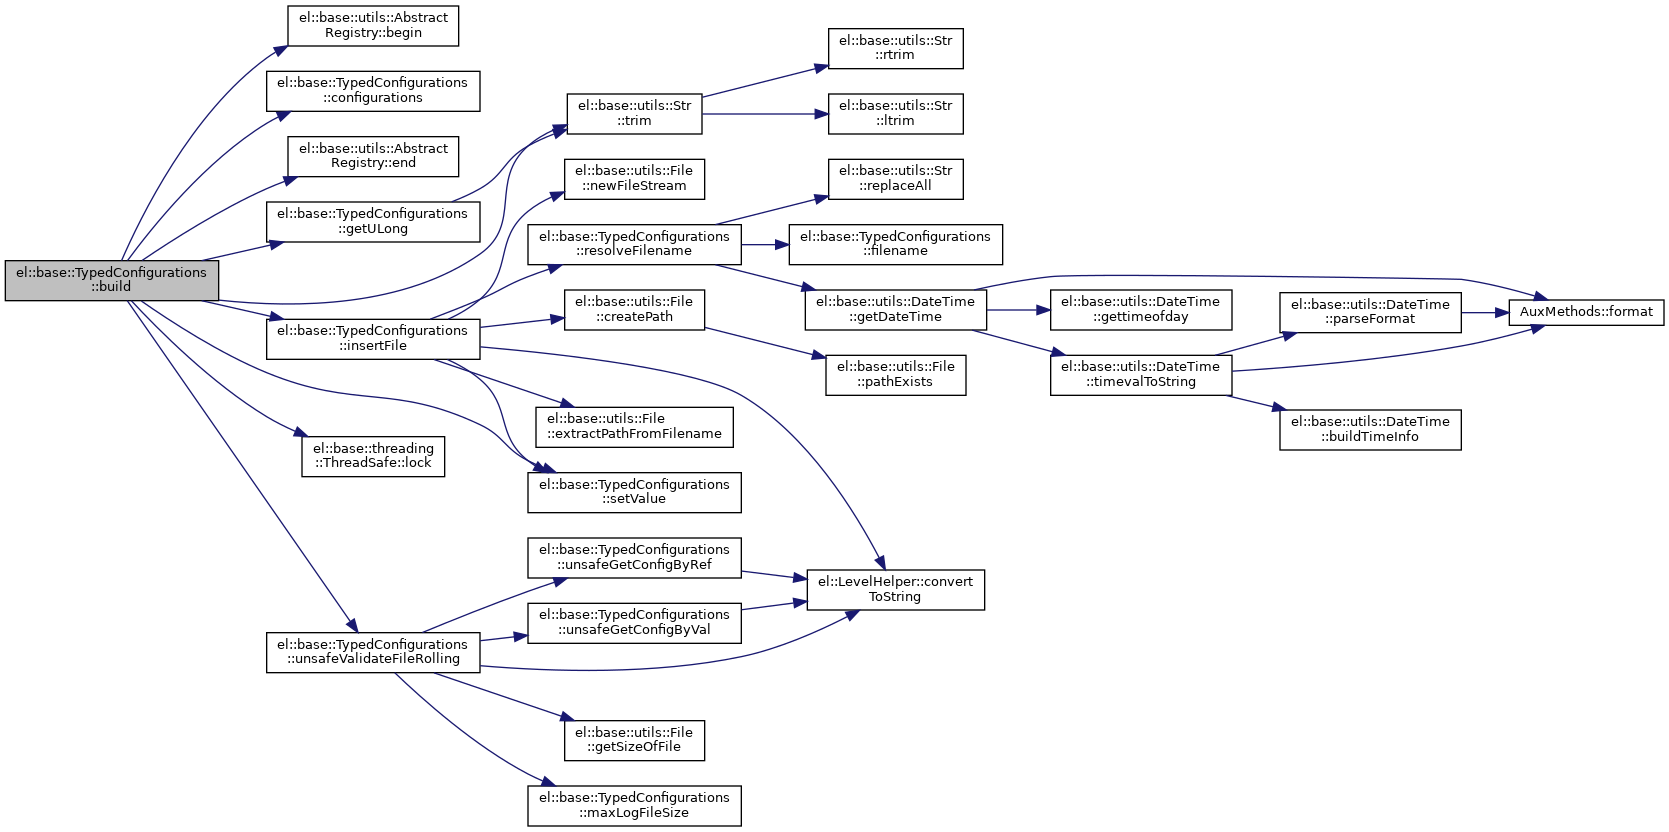 el::base::TypedConfigurations
::build
el::base::utils::Abstract
Registry::begin
el::base::TypedConfigurations
::configurations
el::base::utils::Abstract
Registry::end
el::base::TypedConfigurations
::getULong
el::base::TypedConfigurations
::insertFile
el::base::threading
::ThreadSafe::lock
el::base::TypedConfigurations
::unsafeValidateFileRolling
el::base::utils::Str
::trim
el::base::utils::File
::newFileStream
el::base::TypedConfigurations
::resolveFilename
el::base::utils::File
::createPath
el::base::utils::File
::extractPathFromFilename
el::base::TypedConfigurations
::setValue
el::base::TypedConfigurations
::unsafeGetConfigByRef
el::base::TypedConfigurations
::unsafeGetConfigByVal
el::base::utils::File
::getSizeOfFile
el::base::TypedConfigurations
::maxLogFileSize
el::base::utils::Str
::rtrim
el::base::utils::Str
::ltrim
el::base::utils::Str
::replaceAll
el::base::TypedConfigurations
::filename
el::base::utils::DateTime
::getDateTime
el::base::utils::File
::pathExists
el::LevelHelper::convert
ToString
el::base::utils::DateTime
::gettimeofday
el::base::utils::DateTime
::timevalToString
el::base::utils::DateTime
::parseFormat
el::base::utils::DateTime
::buildTimeInfo
AuxMethods::format